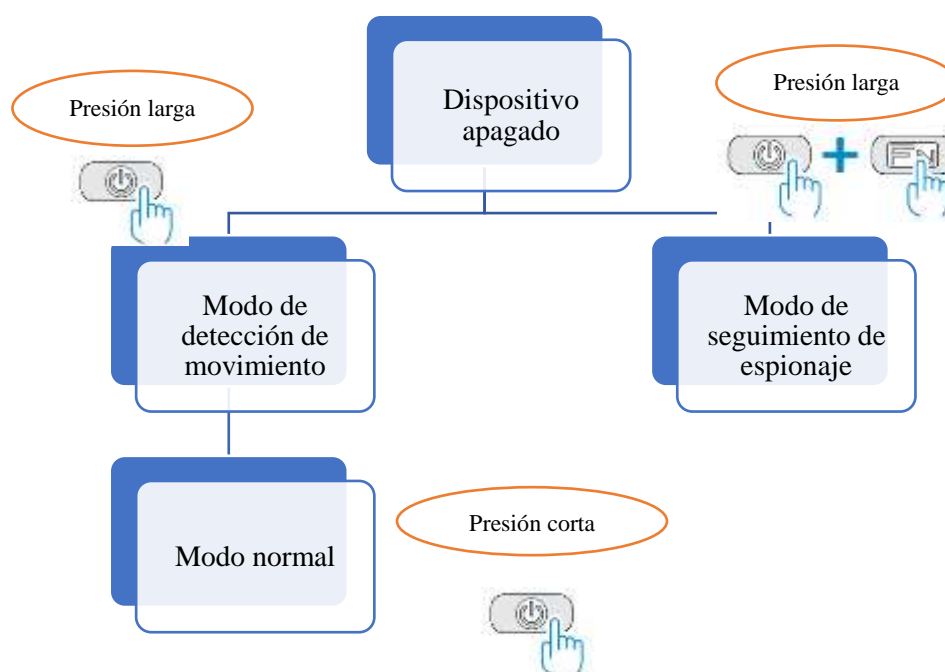 Dispositivo
apagado
Presión larga
Presión larga
Modo de
detección de
movimiento
Modo de
seguimiento de
espionaje
Modo normal
Presión corta